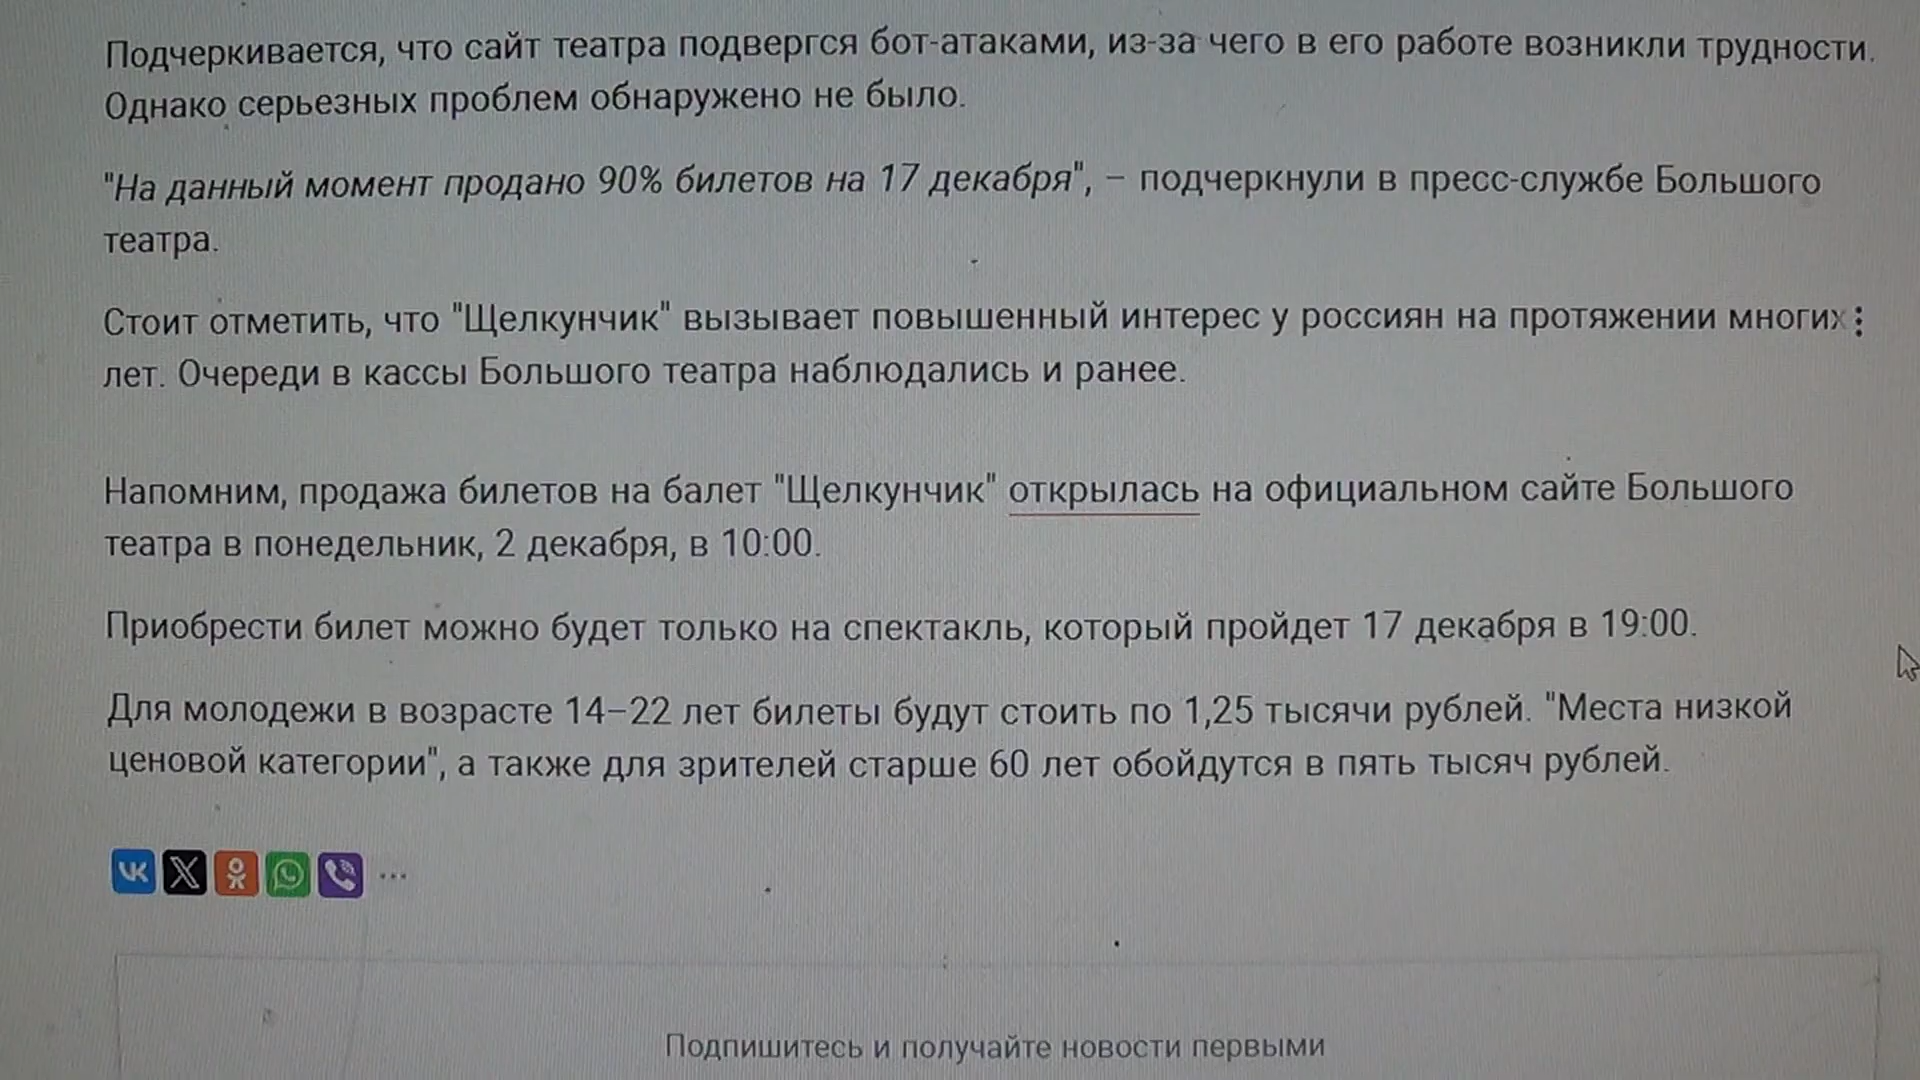 Подчеркивается, что сайт театра подвергся бот-атаками, из-за чего в его работе возникли трудности.
Однако серьезных проблем обнаружено не было.
"На данный момент продано 90% билетов на 17 декабря", – подчеркнули в пресс-службе Большого
театра.
Стоит отметить, что "Щелкунчик" вызывает повышенный интерес у россиян на протяжении многих
лет. Очереди в кассы Большого театра наблюдались и ранее.
Напомним, продажа билетов на балет "Щелкунчик" открылась на официальном сайте Большого
театра в понедельник, 2 декабря, в 10:00.
Приобрести билет можно будет только на спектакль, который пройдет 17 декабря в 19:00.
Для молодежи в возрасте 14–22 лет билеты будут стоить по 1,25 тысячи рублей. "Места низкой
ценовой категории", а также для зрителей старше 60 лет обойдутся в пять тысяч рублей.
Подпишитесь и получайте новости первыми